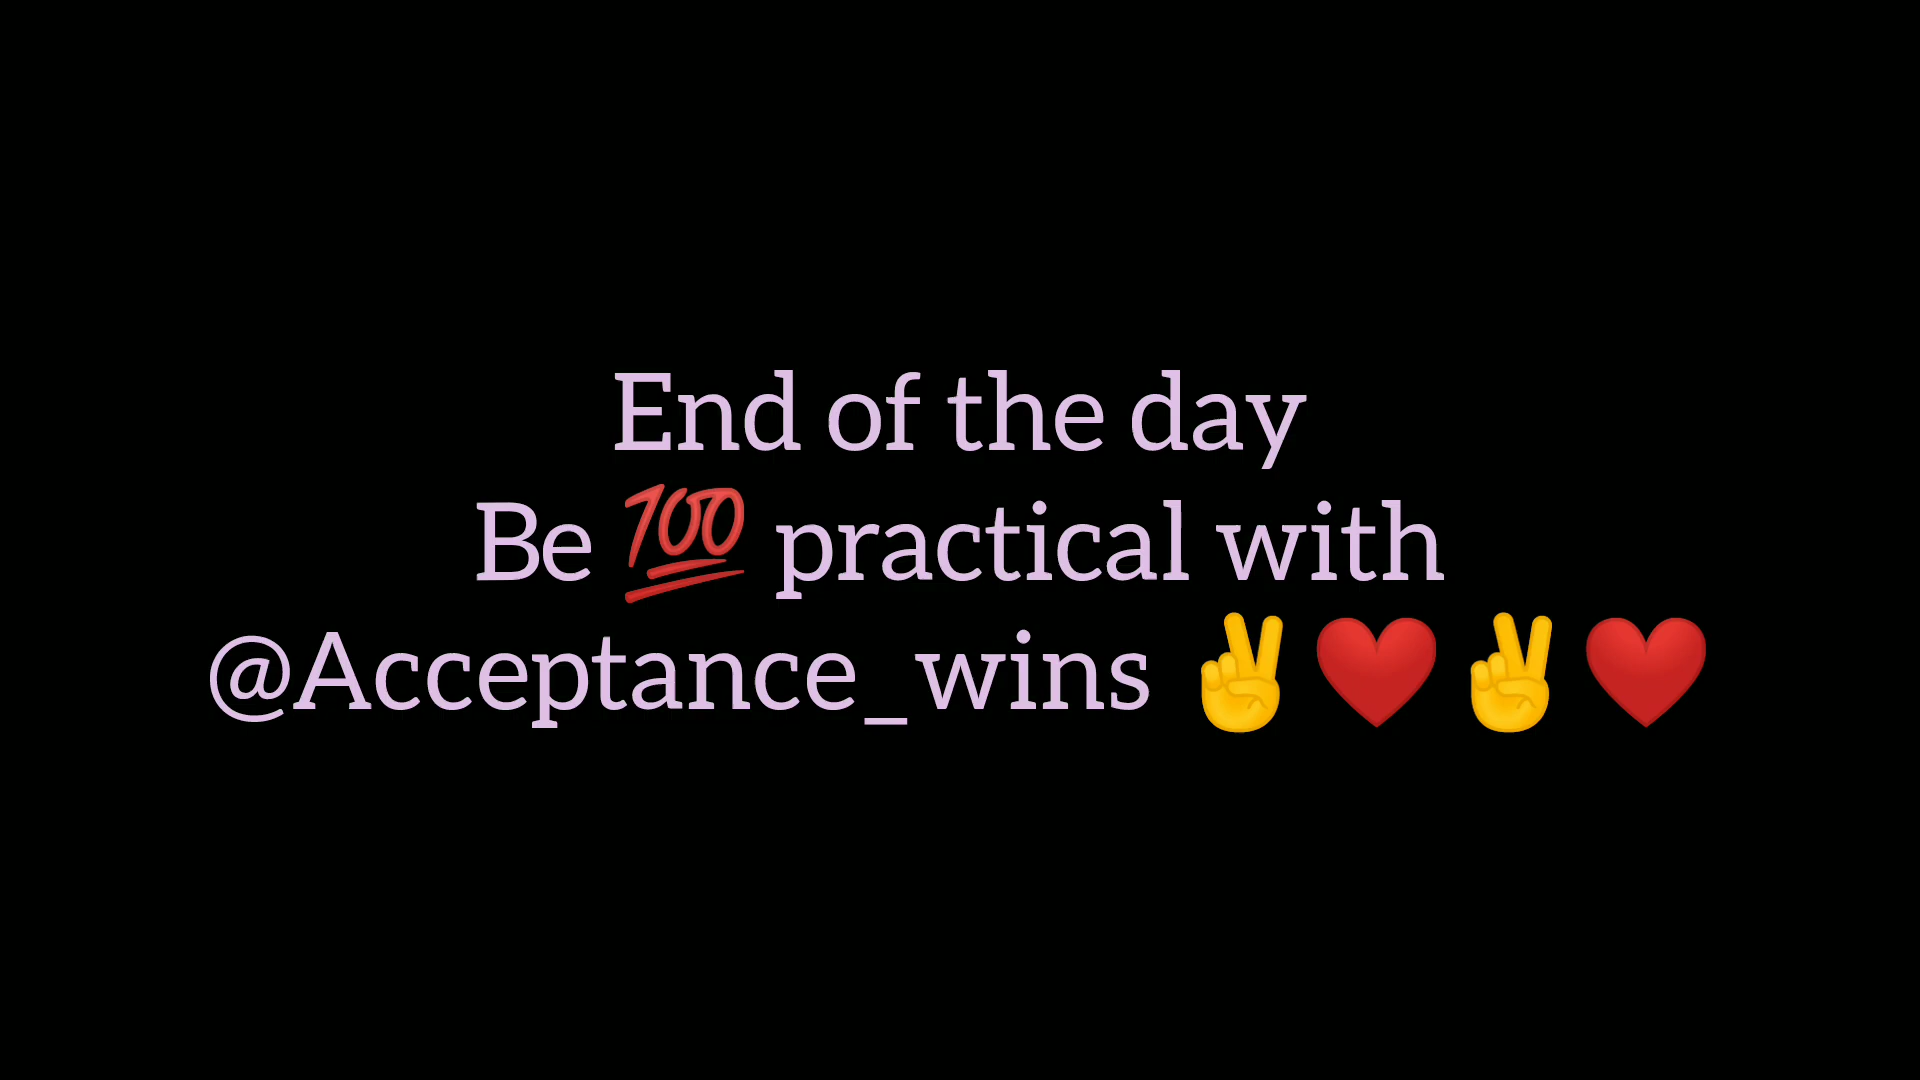 End of the day
Be 💯 practical with
@Acceptance_wins ✌️❤️✌️❤️